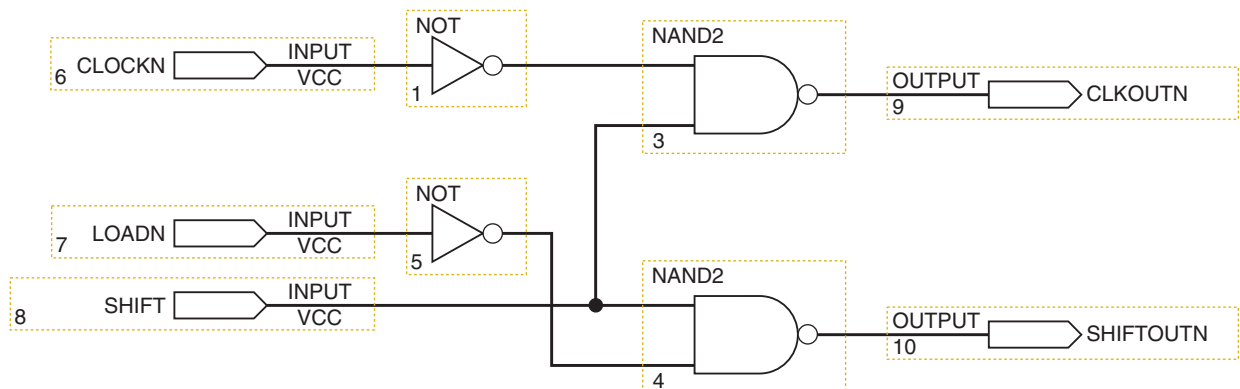 NOT
NAND2
6 CLOCKN INPUT VCC
1
OUTPUT
9
CLKOUTN
3
NOT
7 LOADN INPUT VCC
5
NAND2
8 SHIFT INPUT VCC
OUTPUT
10
SHIFTOUTN
4